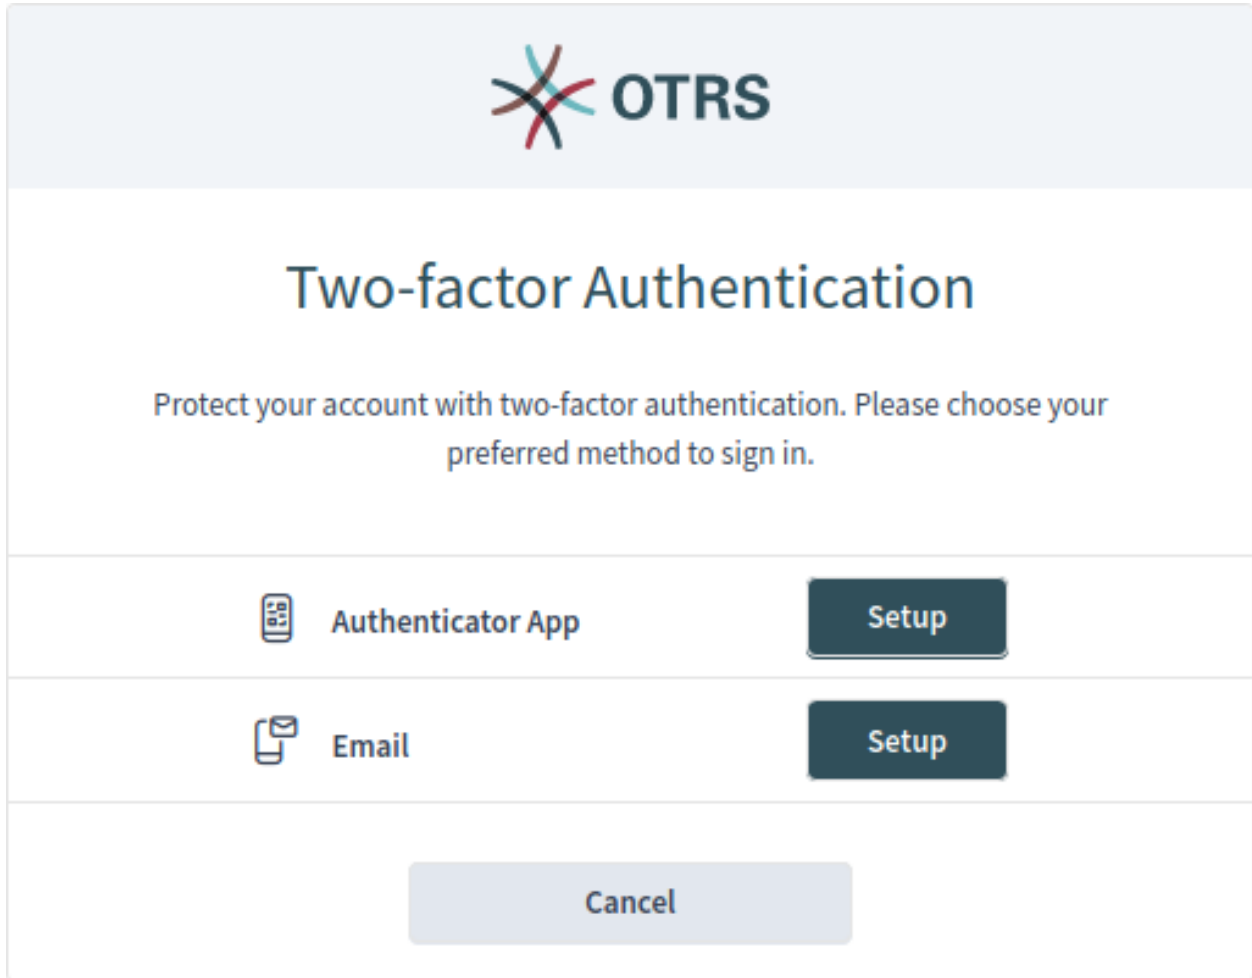 OTRS
Two-factor Authentication
Protect your account with two-factor authentication. Please choose your
preferred method to sign in.
Authenticator App Setup
Email Setup
Cancel